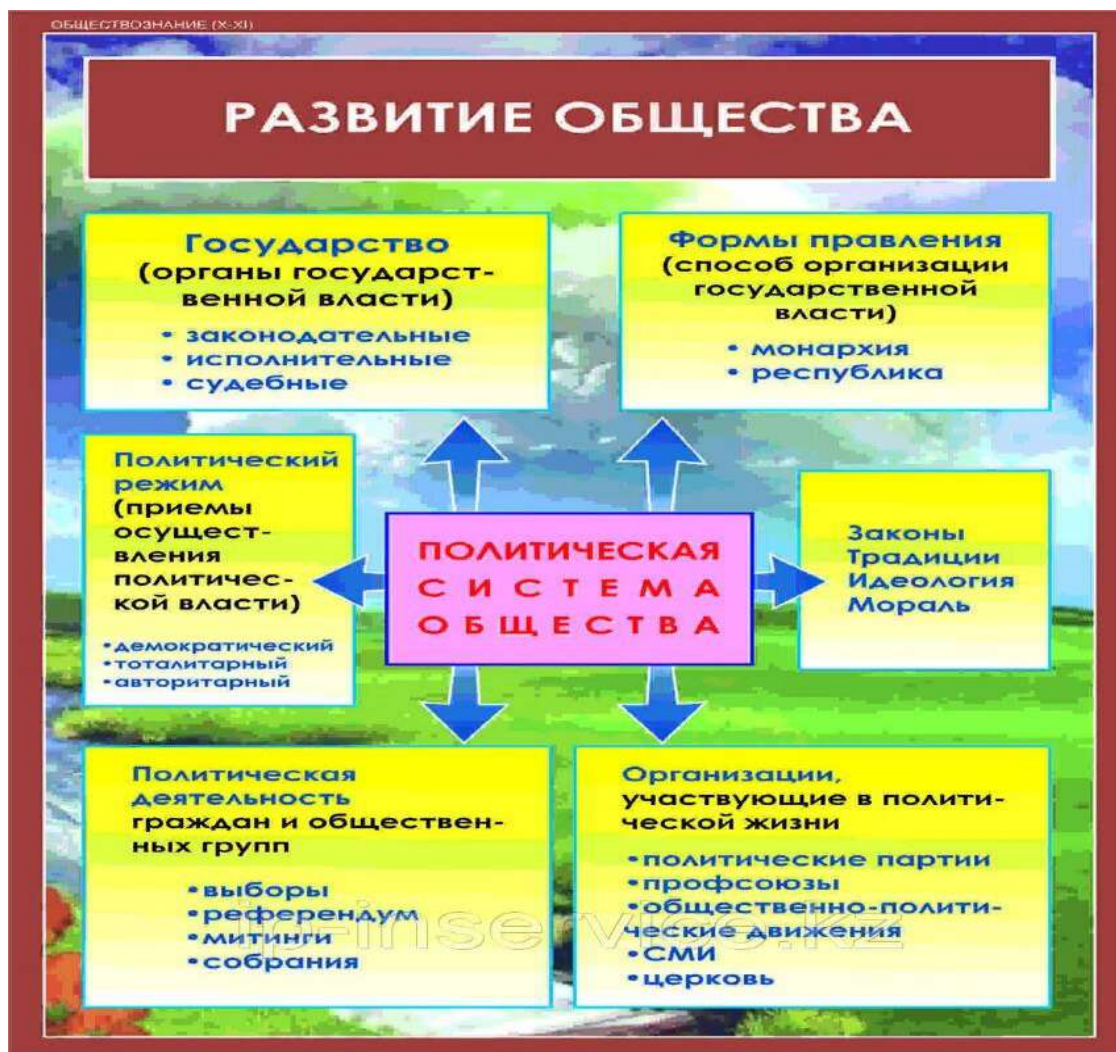 ОБЩЕСТВОЗНАНИЕ (X-XI)
РАЗВИТИЕ ОБЩЕСТВА
Государство
(органы государст-
венной власти)
• законодательные
• исполнительные
• судебные
Формы правления
(способ организации
государственной
власти)
• монархия
• республика
Политический
режим
(приемы
осущест-
вления
политичес-
кой власти)
•демократический
•тоталитарный
•авторитарный
ПОЛИТИЧЕСКАЯ
СИСТЕМА
ОБЩЕСТВА
Законы
Традиции
Идеология
Мораль
Политическая
деятельность
граждан и обществен-
ных групп
•выборы
•референдум
•митинги
•собрания
Организации,
участвующие в полити-
ческой жизни
•политические партии
•профсоюзы
•общественно-полити-
ческие движения
•СМИ
•церковь
ip-inservice.kz